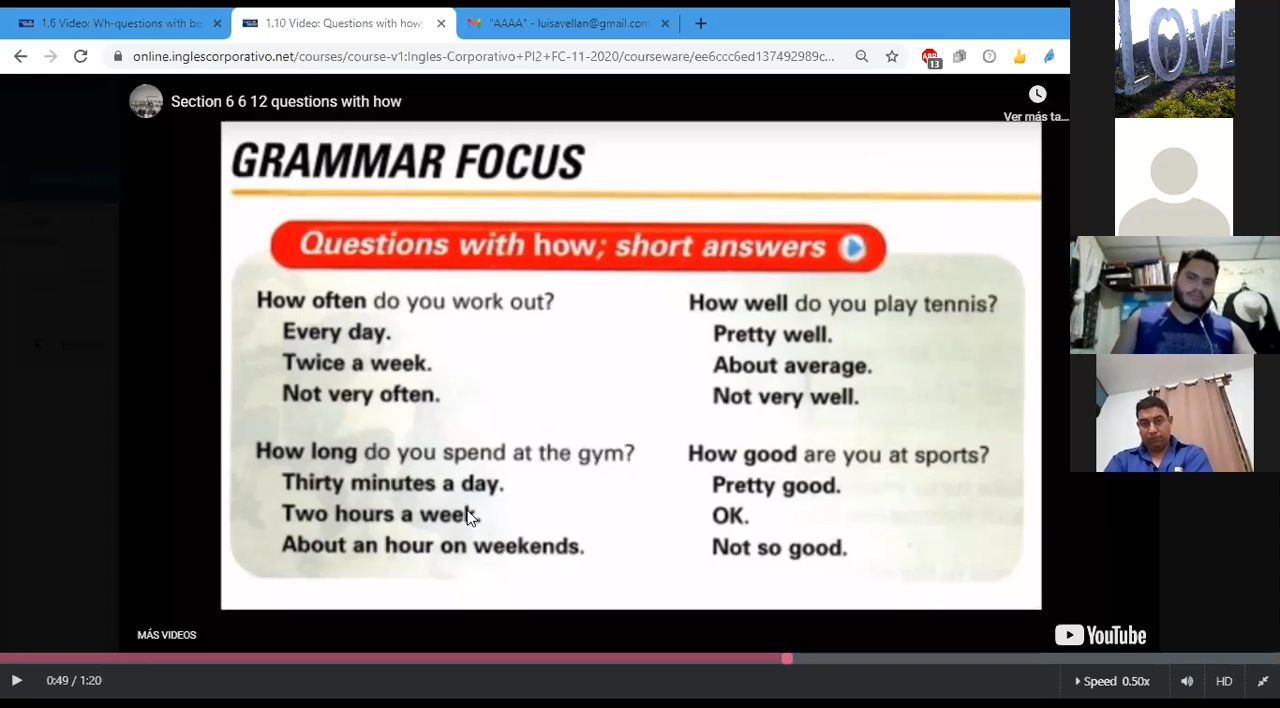 1.6 Video: Wh-questions with be
1.10 Video: Questions with how;
"AAAA" - luisavellan@gmail.com
online.inglescorporativo.net/courses/course-v1:Ingles-Corporativo+PI2+FC-11-2020/courseware/ee6ccc6ed137492989c...
13
Section 6 6 12 questions with how
Ver más ta...
GRAMMAR FOCUS
Questions with how; short answers
How often do you work out?
Every day.
Twice a week.
Not very often.
How long do you spend at the gym?
Thirty minutes a day.
Two hours a week.
About an hour on weekends.
How well do you play tennis?
Pretty well.
About average.
Not very well.
How good are you at sports?
Pretty good.
OK.
Not so good.
MÁS VIDEOS
YouTube
0:49 / 1:20
Speed 0.50x
HD
LOVE